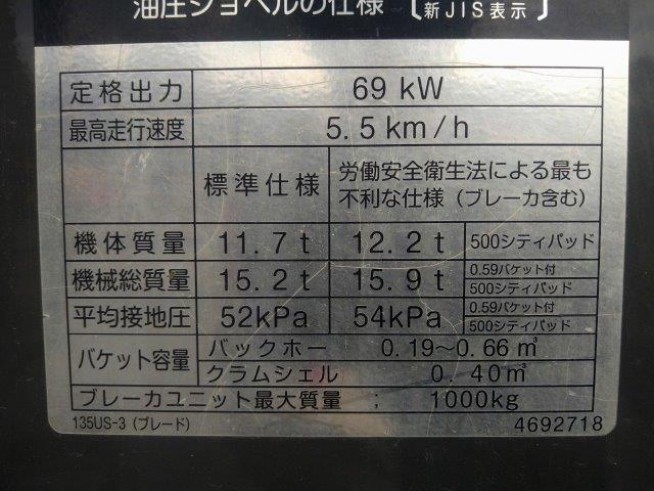 油圧ショベルの仕様 〔新JIS表示〕
定格出力 69 kW
最高走行速度 5.5 km/h
標準仕様 労働安全衛生法による最も
不利な仕様（ブレーカ含む）
機体質量 11.7 t 12.2 t 500シティパッド
機械総質量 15.2 t 15.9 t 0.59バケット付
500シティパッド
平均接地圧 52kPa 54kPa 0.59バケット付
500シティパッド
バケット容量 バックホー 0.19~0.66 ㎥
クラムシェル 0.40㎥
ブレーカユニット最大質量 ; 1000kg
135US-3（ブレード） 4692718